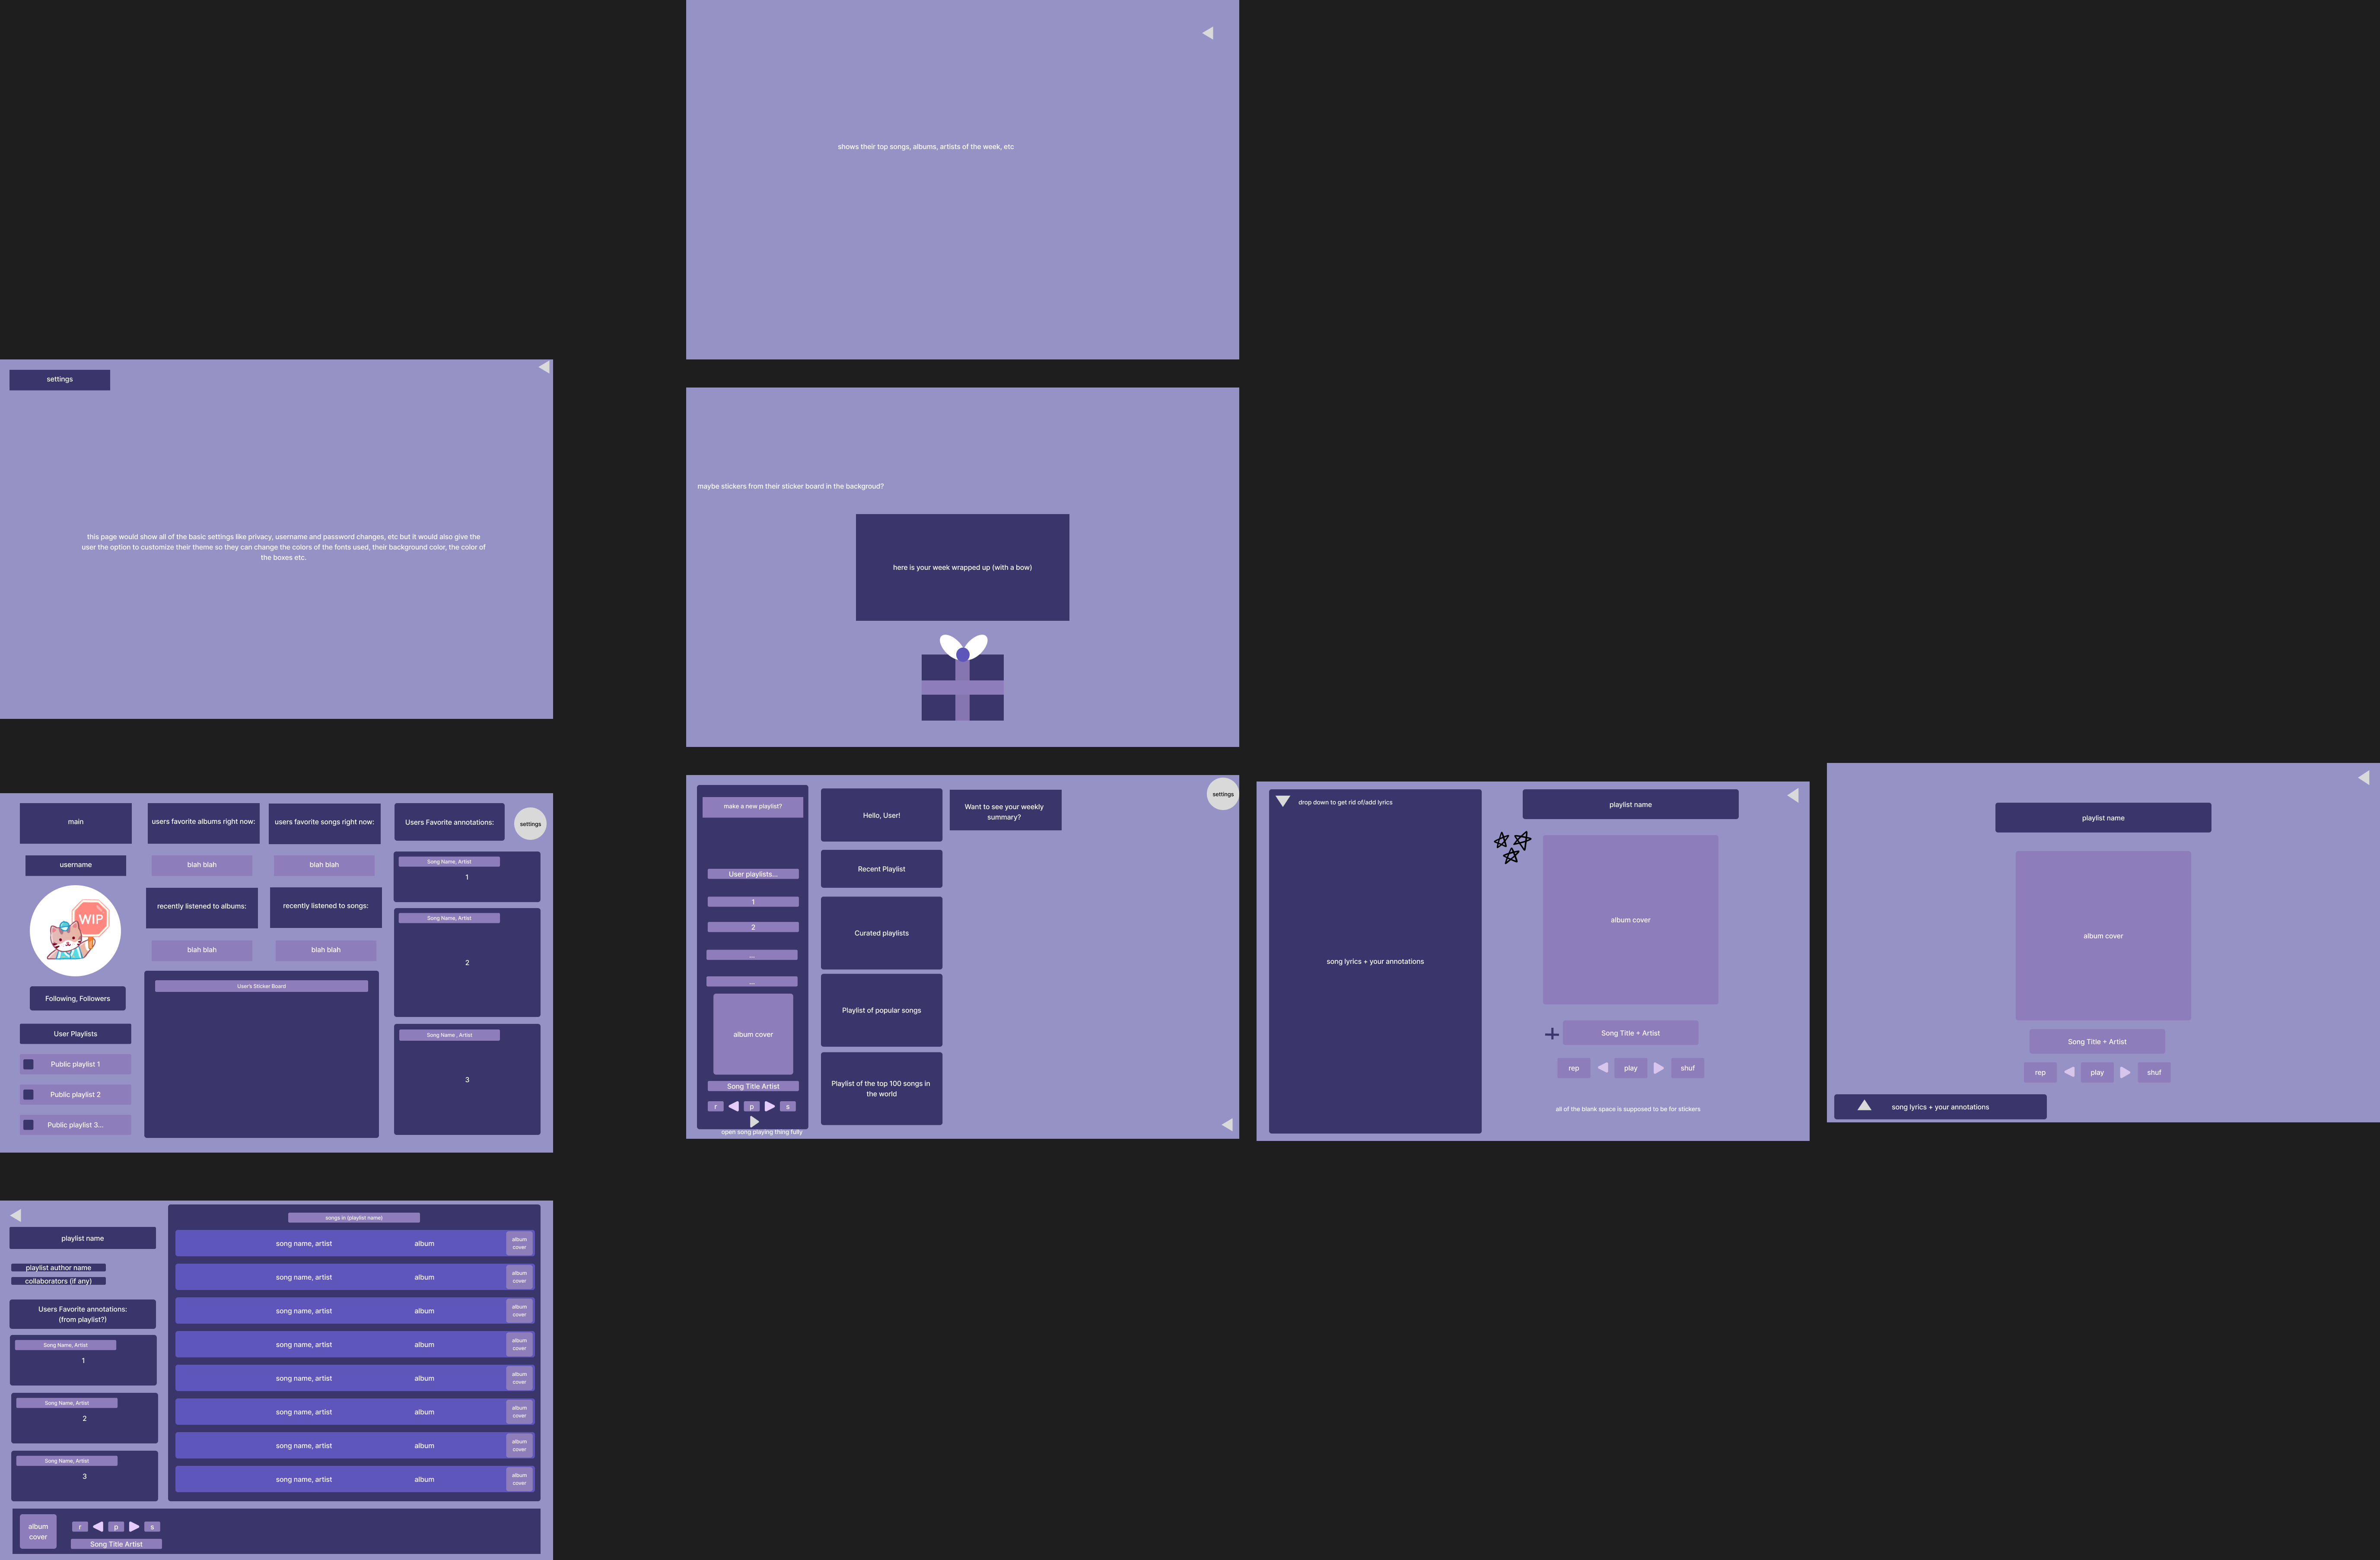 shows their top songs, albums, artists of the week, etc
settings
this page would show all of the basic settings like privacy, username and password changes, etc but it would also give the
user the option to customize their theme so they can change the colors of the fonts used, their background color, the color of
the boxes etc.
maybe stickers from their sticker board in the backgroud?
here is your week wrapped up (with a bow)
main
users favorite albums right now:
users favorite songs right now:
Users Favorite annotations:
settings
username
blah blah
blah blah
Song Name, Artist
1
WIP
recently listened to albums:
recently listened to songs:
Song Name, Artist
2
blah blah
blah blah
Following, Followers
User's Sticker Board
User Playlists
Song Name , Artist
3
Public playlist 1
Public playlist 2
Public playlist 3...
make a new playlist?
Hello, User!
Want to see your weekly
summary?
settings
User playlists...
Recent Playlist
1
2
...
...
Curated playlists
album cover
Playlist of popular songs
Song Title Artist
Playlist of the top 100 songs in
the world
r
p
s
open song playing thing fully
drop down to get rid of/add lyrics
playlist name
album cover
song lyrics + your annotations
Song Title + Artist
rep
play
shuf
all of the blank space is supposed to be for stickers
playlist name
album cover
Song Title + Artist
rep
play
shuf
song lyrics + your annotations
playlist name
playlist author name
collaborators (if any)
Users Favorite annotations:
(from playlist?)
Song Name, Artist
1
Song Name, Artist
2
Song Name, Artist
3
songs in (playlist name)
song name, artist
album
album
cover
song name, artist
album
album
cover
song name, artist
album
album
cover
song name, artist
album
album
cover
song name, artist
album
album
cover
song name, artist
album
album
cover
song name, artist
album
album
cover
song name, artist
album
album
cover
album
cover
r
p
s
Song Title Artist